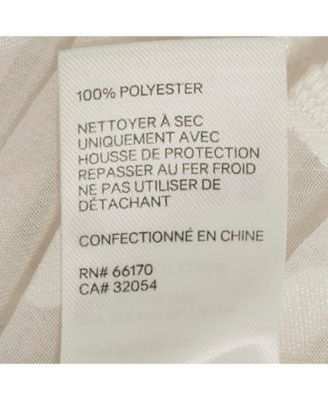 100% POLYESTER
NETTOYER À SEC
UNIQUEMENT AVEC
HOUSSE DE PROTECTION
REPASSER AU FER FROID
NE PAS UTILISER DE
DÉTACHANT
CONFECTIONNÉ EN CHINE
RN# 66170
CA# 32054